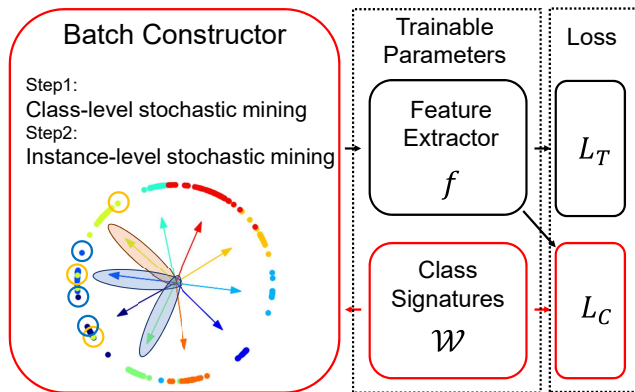 Batch Constructor
Step1:
Class-level stochastic mining
Step2:
Instance-level stochastic mining
Trainable
Parameters
Feature
Extractor
f
Class
Signatures
𝒲
Loss
L_T
L_C